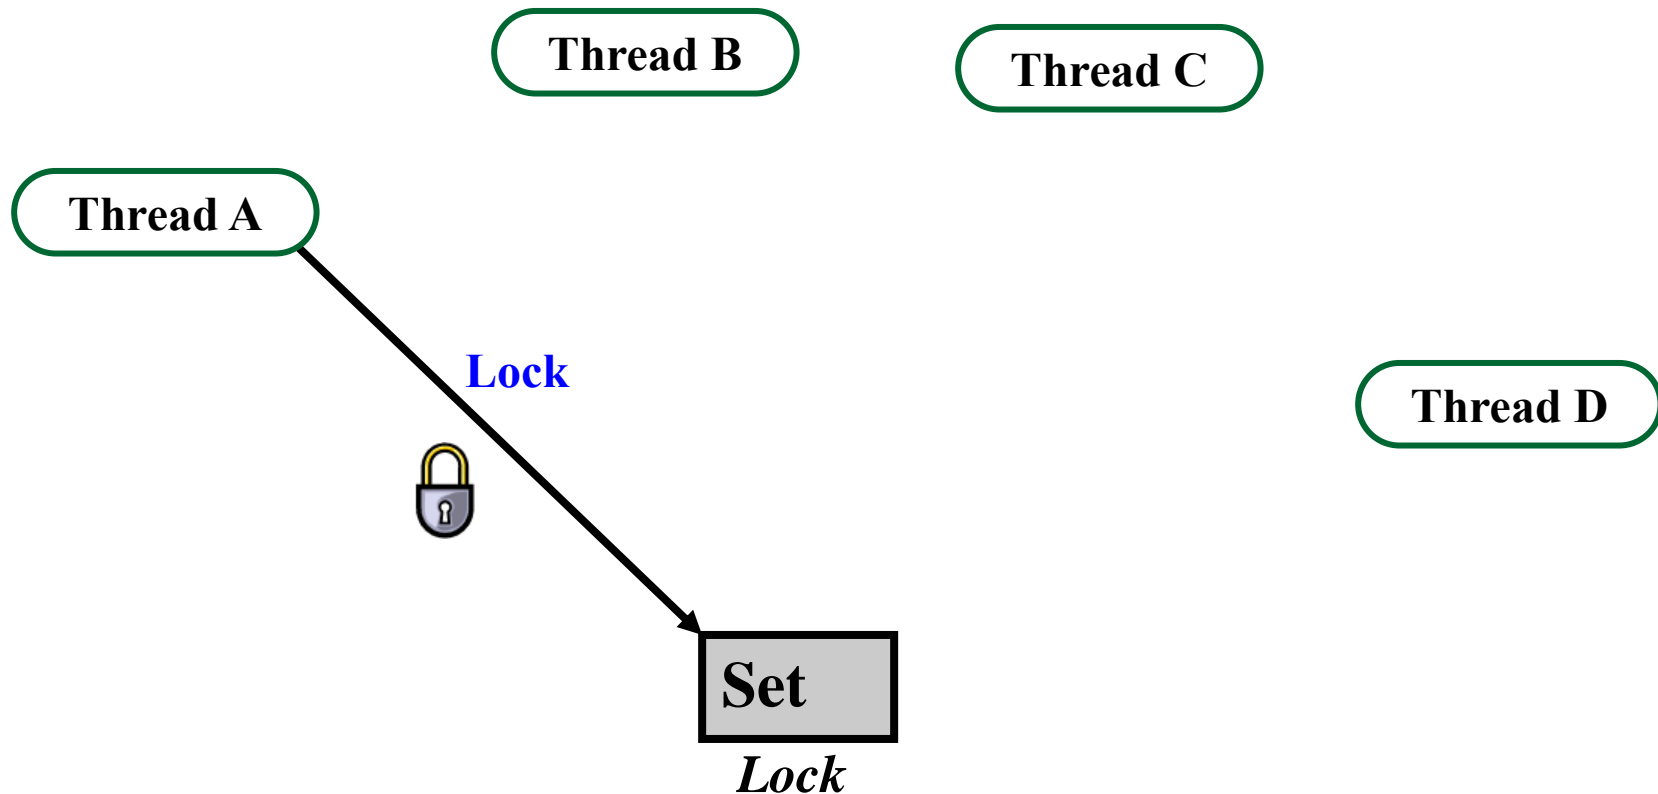 Thread B
Thread C
Thread A
Lock
Thread D
Set
Lock